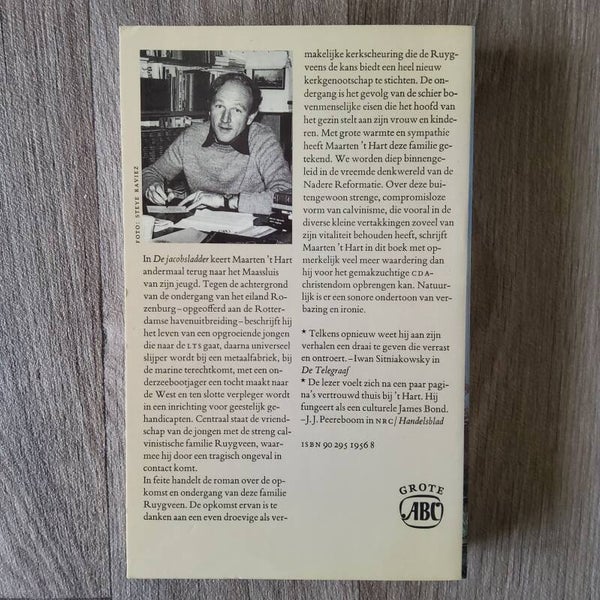 FOTO: STEVE RAVIEZ
In De jacobsladder keert Maarten 't Hart
andermaal terug naar het Maassluis
van zijn jeugd. Tegen de achtergrond
van de ondergang van het eiland Ro-
zenburg – opgeofferd aan de Rotter-
damse havenuitbreiding – beschrijft hij
het leven van een opgroeiende jongen
die naar de LTS gaat, daarna universeel
slijper wordt bij een metaalfabriek, bij
de marine terechtkomt, met een on-
derzeebootjager een tocht maakt naar
de West en ten slotte verpleger wordt
in een inrichting voor geestelijk ge-
handicapten. Centraal staat de vriend-
schap van de jongen met de streng cal-
vinistische familie Ruygveen, waar-
mee hij door een tragisch ongeval in
contact komt.
In feite handelt de roman over de op-
komst en ondergang van deze familie
Ruygveen. De opkomst ervan is te
danken aan een even droevige als ver-
makelijke kerkscheuring die de Ruyg-
veens de kans biedt een heel nieuw
kerkgenootschap te stichten. De on-
dergang is het gevolg van de schier bo-
venmenselijke eisen die het hoofd van
het gezin stelt aan zijn vrouw en kinde-
ren. Met grote warmte en sympathie
heeft Maarten 't Hart deze familie ge-
tekend. We worden diep binnenge-
leid in de vreemde denkwereld van de
Nadere Reformatie. Over deze bui-
tengewoon strenge, compromisloze
vorm van calvinisme, die vooral in de
diverse kleine vertakkingen zoveel van
zijn vitaliteit behouden heeft, schrijft
Maarten 't Hart in dit boek met op-
merkelijk veel meer waardering dan
hij voor het gemakzuchtige CDA-
christendom opbrengen kan. Natuur-
lijk is er een sonore ondertoon van ver-
bazing en ironie.
* Telkens opnieuw weet hij aan zijn
verhalen een draai te geven die verrast
en ontroert. – Iwan Sitniakowsky in
De Telegraaf
* De lezer voelt zich na een paar pagi-
na's vertrouwd thuis bij 't Hart. Hij
fungeert als een culturele James Bond.
– J.J. Peereboom in NRC/Handelsblad
ISBN 90 295 1956 8
GROTE
ABC